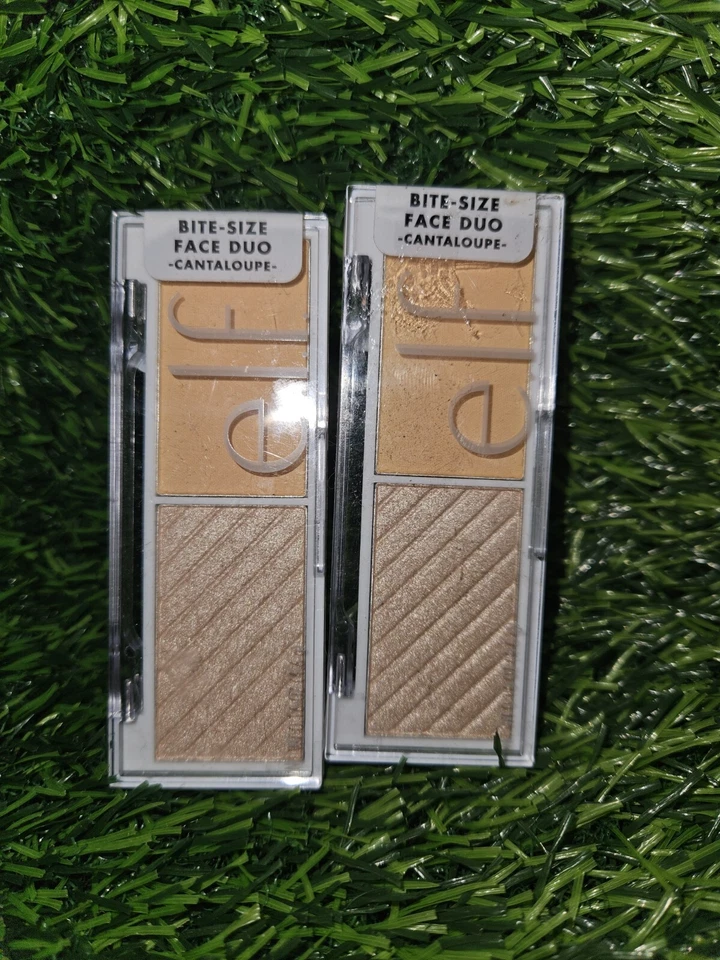 BITE-SIZE
FACE DUO
-CANTALOUPE-
elf
BITE-SIZE
FACE DUO
-CANTALOUPE-
elf